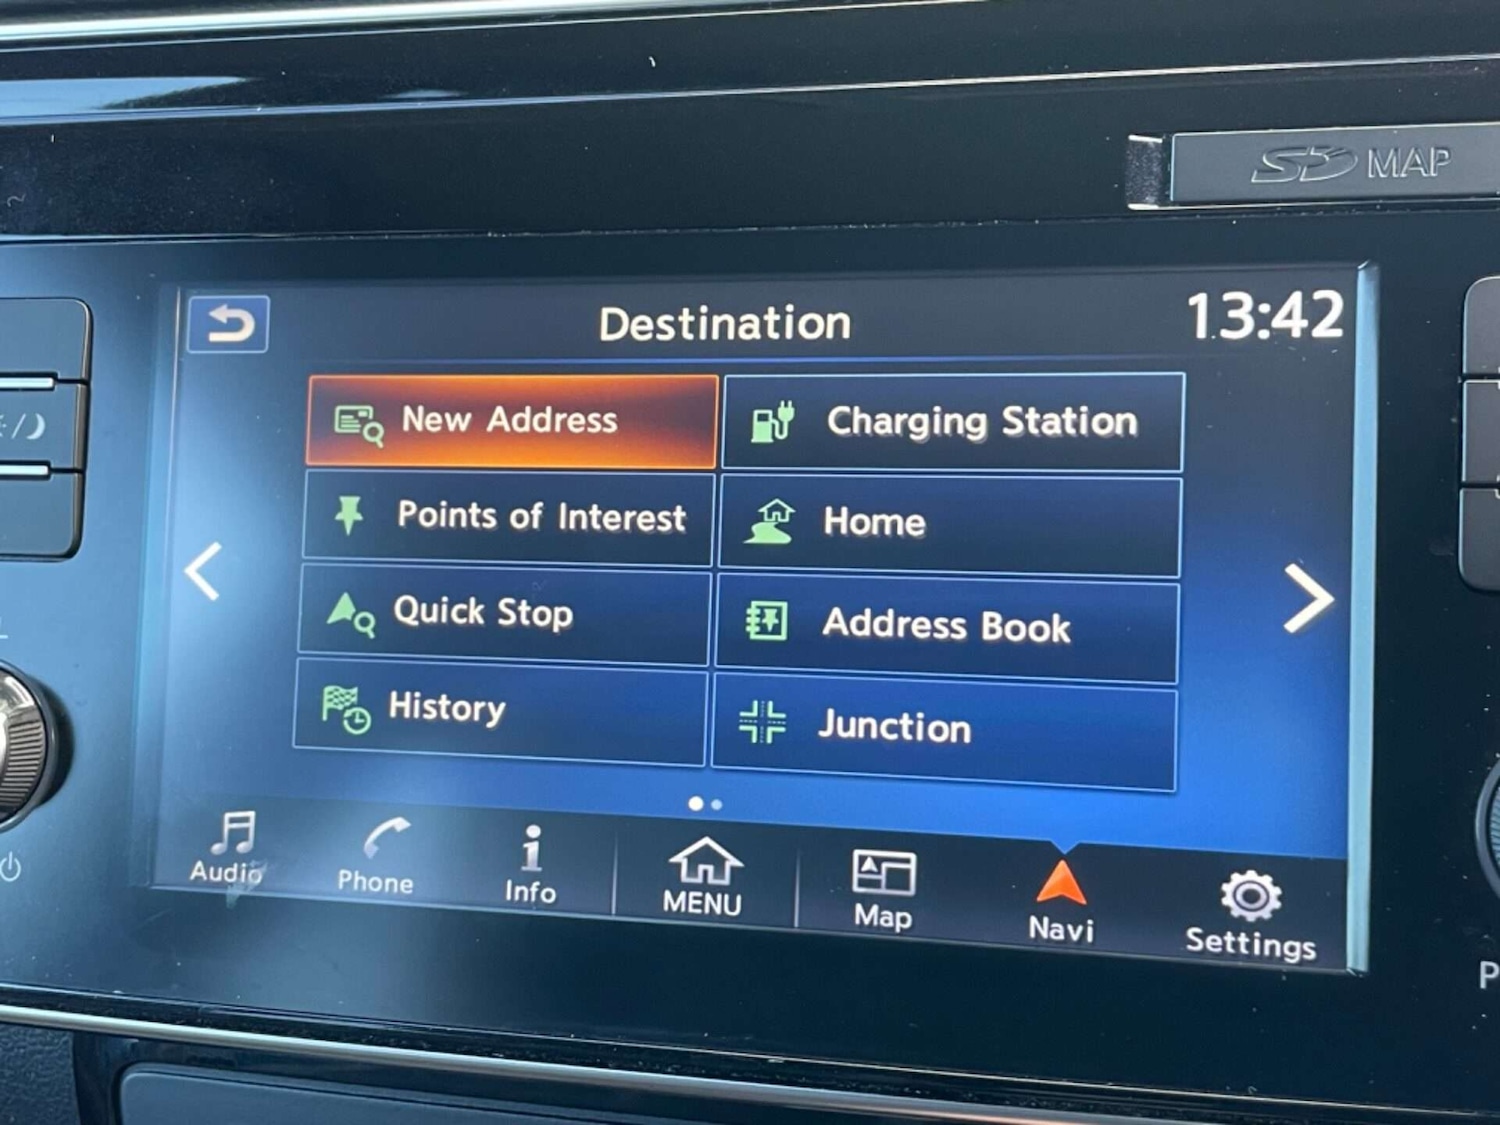 SD MAP
Destination
13:42
New Address
Charging Station
Points of Interest
Home
Quick Stop
Address Book
History
Junction
Audio
Phone
Info
MENU
Map
Navi
Settings
P